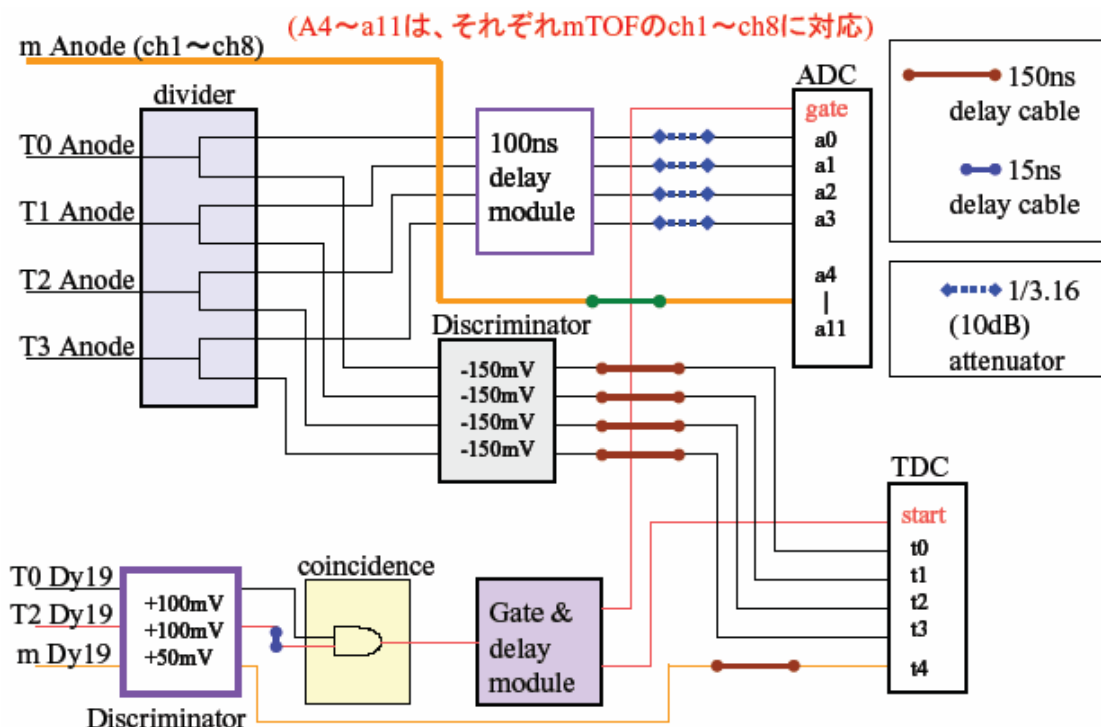 (A4～a11は、それぞれmTOFのch1～ch8に対応)
m Anode (ch1～ch8)
divider
T0 Anode
T1 Anode
T2 Anode
T3 Anode
100ns
delay
module
ADC
gate
a0
a1
a2
a3
a4
|
a11
150ns
delay cable
15ns
delay cable
1/3.16
(10dB)
attenuator
Discriminator
-150mV
-150mV
-150mV
-150mV
TDC
start
t0
t1
t2
t3
t4
T0 Dy19
T2 Dy19
m Dy19
+100mV
+100mV
+50mV
Discriminator
coincidence
Gate &
delay
module